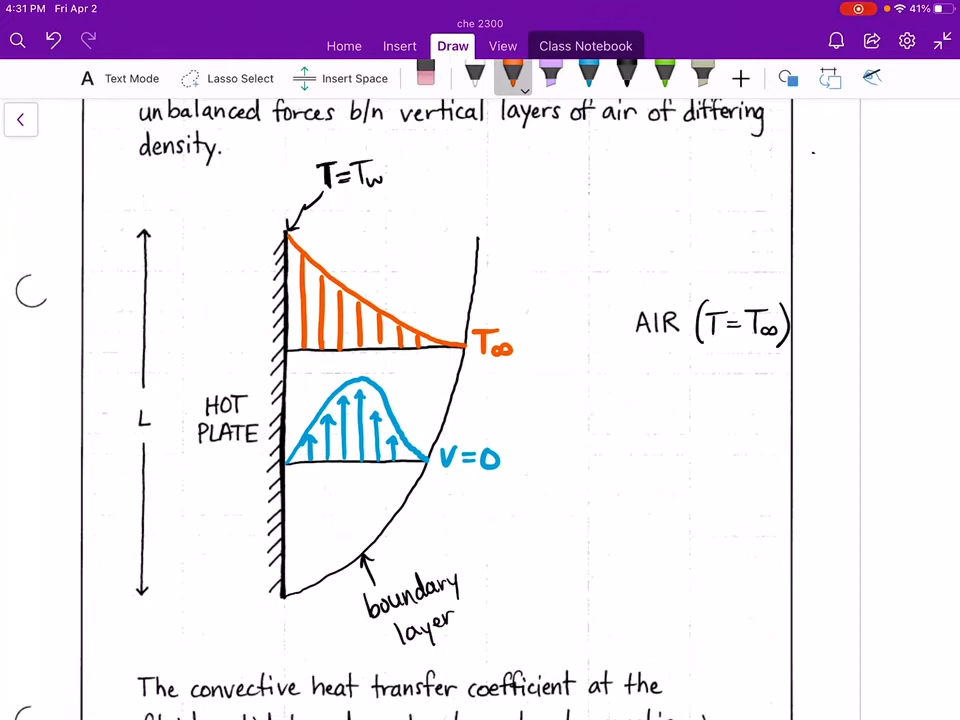 4:31 PM Fri Apr 2
41%
che 2300
Home Insert Draw View Class Notebook
A Text Mode Lasso Select Insert Space
unbalanced forces b/n vertical layers of air of differing
density.
T=Tw
AIR (T=T∞)
T∞
L
HOT
PLATE
V=0
boundary
layer
The convective heat transfer coefficient at the